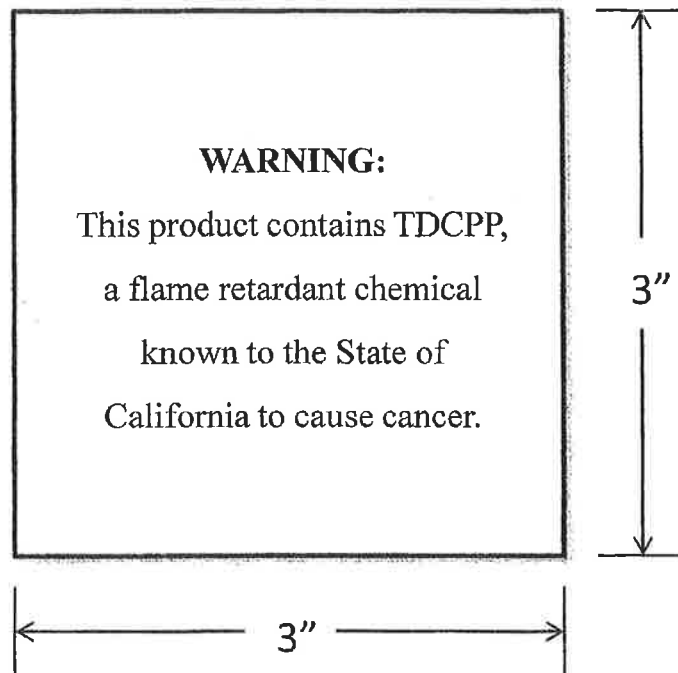 WARNING:
This product contains TDCPP,
a flame retardant chemical
known to the State of
California to cause cancer.
3”
3”